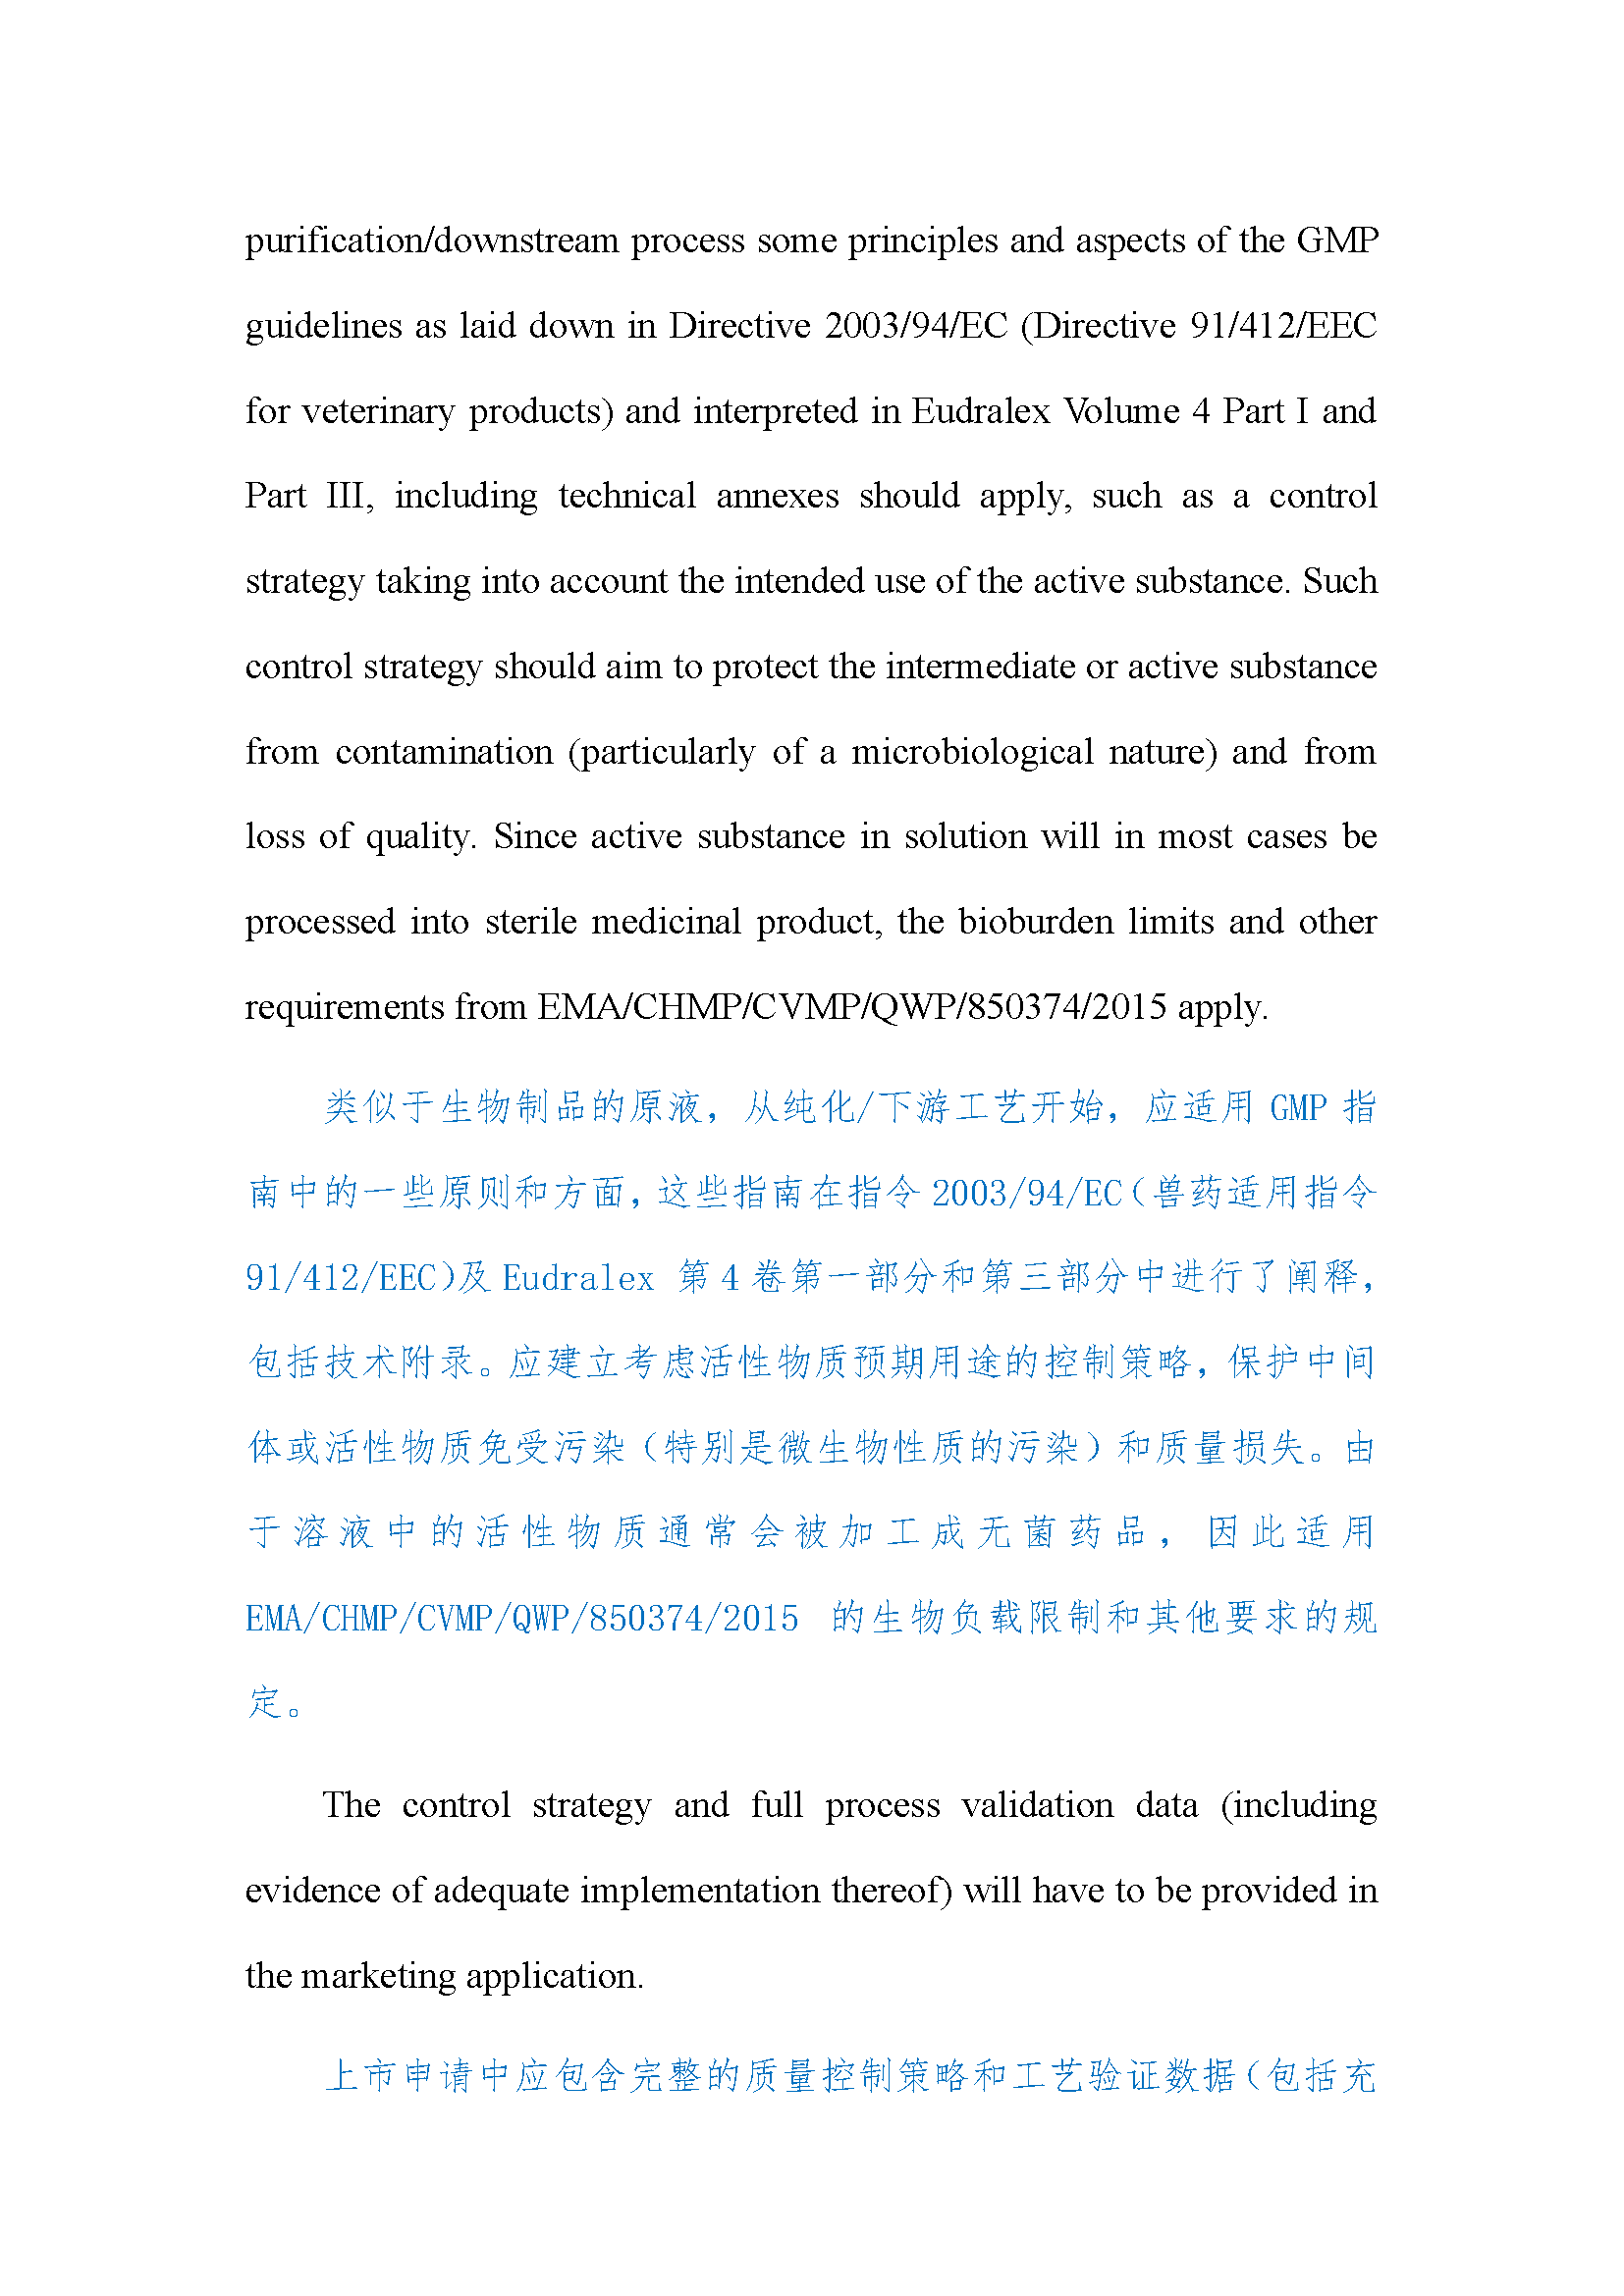 purification/downstream process some principles and aspects of the GMP
guidelines as laid down in Directive 2003/94/EC (Directive 91/412/EEC
for veterinary products) and interpreted in Eudralex Volume 4 Part I and
Part III, including technical annexes should apply, such as a control
strategy taking into account the intended use of the active substance. Such
control strategy should aim to protect the intermediate or active substance
from contamination (particularly of a microbiological nature) and from
loss of quality. Since active substance in solution will in most cases be
processed into sterile medicinal product, the bioburden limits and other
requirements from EMA/CHMP/CVMP/QWP/850374/2015 apply.
类似于生物制品的原液，从纯化/下游工艺开始，应适用 GMP 指
南中的一些原则和方面，这些指南在指令 2003/94/EC（兽药适用指令
91/412/EEC)及 Eudralex 第 4 卷第一部分和第三部分中进行了阐释，
包括技术附录。应建立考虑活性物质预期用途的控制策略，保护中间
体或活性物质免受污染（特别是微生物性质的污染）和质量损失。由
于溶液中的活性物质通常会被加工成无菌药品，因此适用
EMA/CHMP/CVMP/QWP/850374/2015 的生物负载限制和其他要求的规
定。
The control strategy and full process validation data (including
evidence of adequate implementation thereof) will have to be provided in
the marketing application.
上市申请中应包含完整的质量控制策略和工艺验证数据（包括充